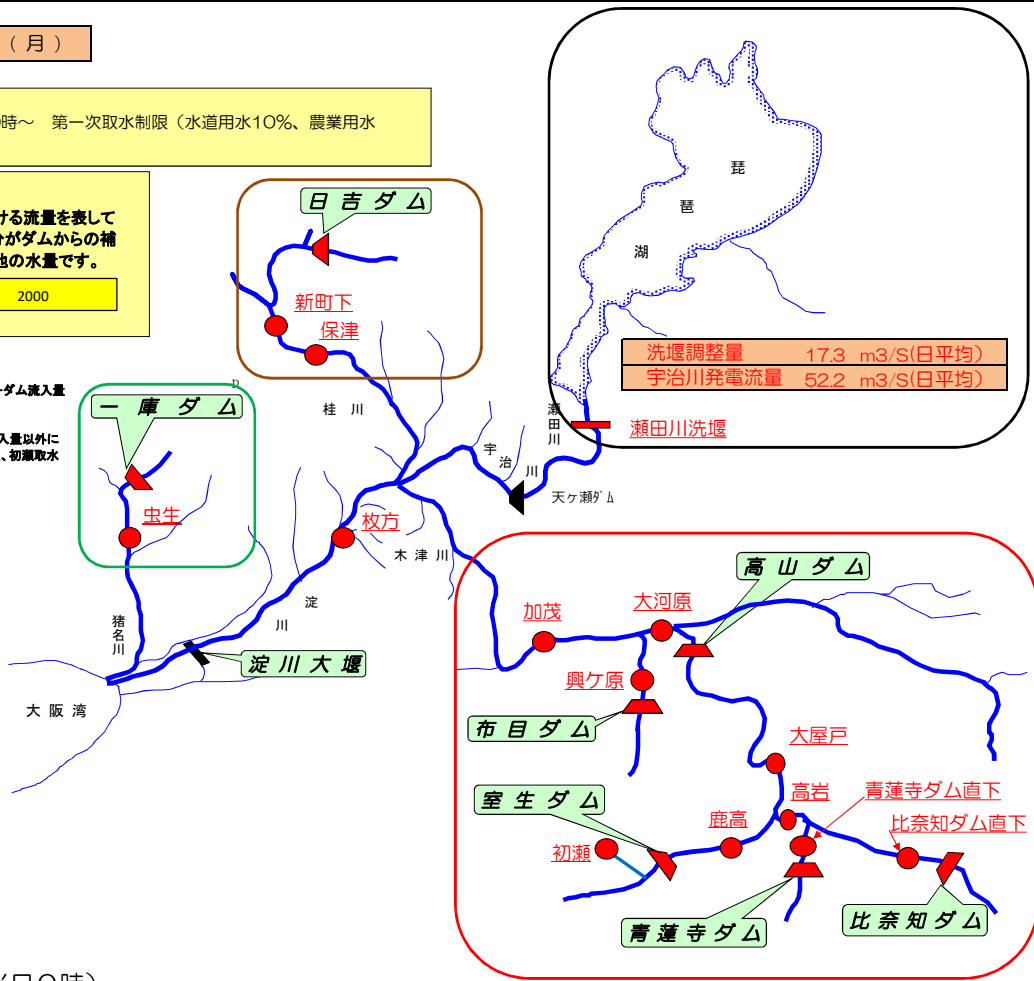 (月)
時～ 第一次取水制限（水道用水10％、農業用水
ける流量を表して
分がダムからの補
他の水量です。
2000
ダム流入量
入量以外に
、初瀬取水
p
日吉ダム
新町下
保津
桂川
一庫ダム
虫生
猪名川
大阪湾
淀川大堰
淀川
枚方
木津川
宇治川
瀬田川
天ヶ瀬ダム
琵琶湖
洗堰調整量 17.3 m3/S(日平均)
宇治川発電流量 52.2 m3/S(日平均)
瀬田川洗堰
高山ダム
加茂
大河原
興ケ原
布目ダム
大屋戸
室生ダム
高岩
青蓮寺ダム直下
比奈知ダム直下
鹿高
初瀬
青蓮寺ダム
比奈知ダム